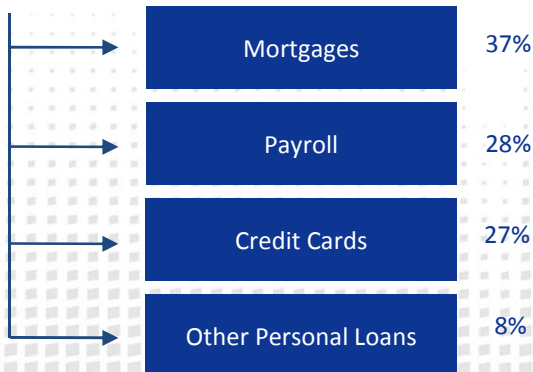 Mortgages 37%
Payroll 28%
Credit Cards 27%
Other Personal Loans 8%